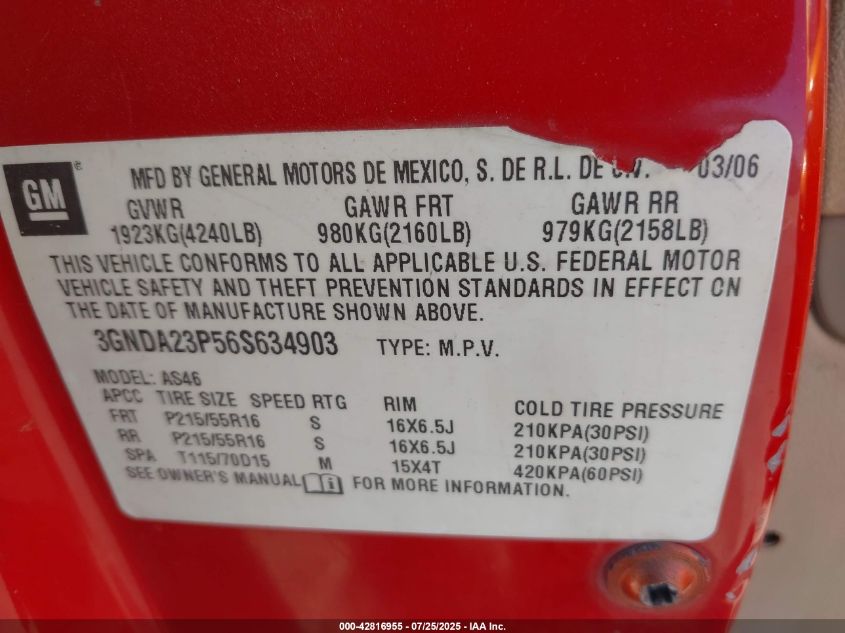 GM ®
MFD BY GENERAL MOTORS DE MEXICO, S. DE R.L. DE C.V. 03/06
GVWR GAWR FRT GAWR RR
1923KG(4240LB) 980KG(2160LB) 979KG(2158LB)
THIS VEHICLE CONFORMS TO ALL APPLICABLE U.S. FEDERAL MOTOR
VEHICLE SAFETY AND THEFT PREVENTION STANDARDS IN EFFECT ON
THE DATE OF MANUFACTURE SHOWN ABOVE.
3GNDA23P56S634903 TYPE: M.P.V.
MODEL: AS46
APCC TIRE SIZE SPEED RTG RIM COLD TIRE PRESSURE
FRT P215/55R16 S 16X6.5J 210KPA(30PSI)
RR P215/55R16 S 16X6.5J 210KPA(30PSI)
SPA T115/70D15 M 15X4T 420KPA(60PSI)
SEE OWNER'S MANUAL i FOR MORE INFORMATION.
000-42816955 | 07/25/2025 | IAA Inc.